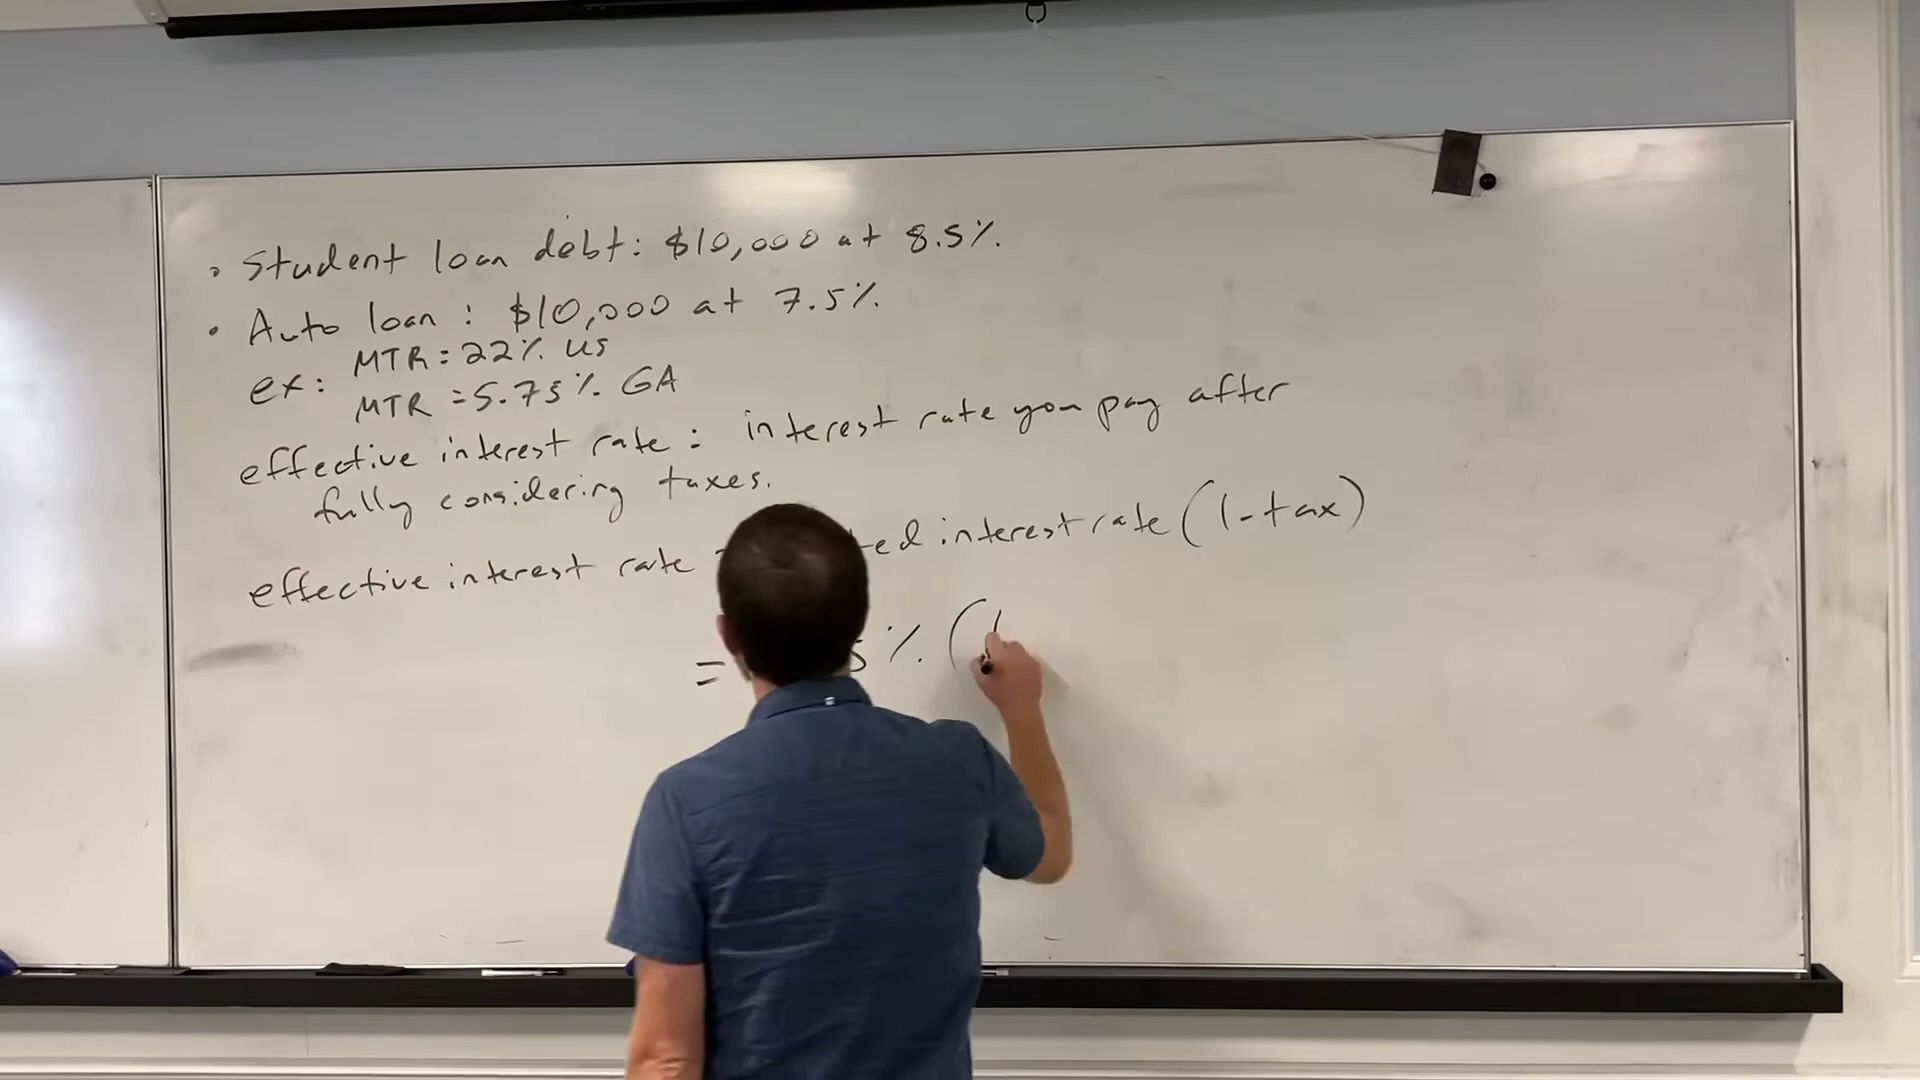 • Student loan debt: $10,000 at 8.5%.
• Auto loan: $10,000 at 7.5%.
MTR = 22% US
ex:
MTR = 5.75% GA
effective interest rate: interest rate you pay after
fully considering taxes.
effective interest rate interest rate (1-tax)
= 5% (1